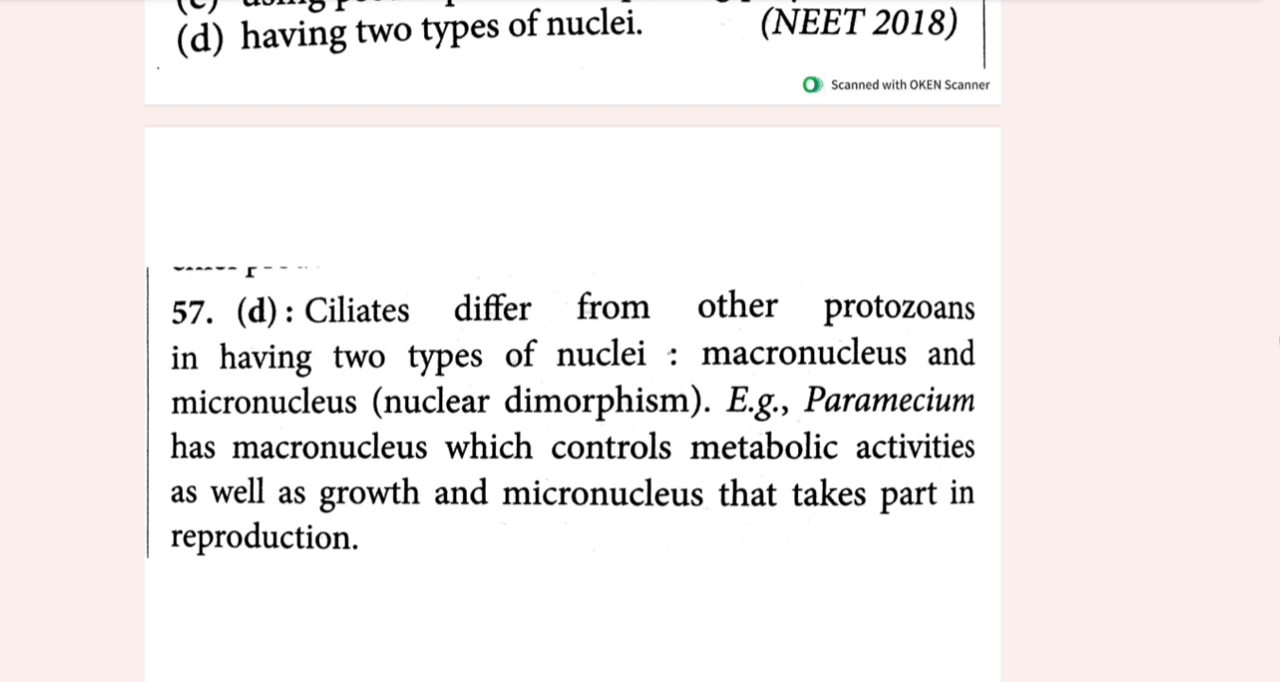 (d) having two types of nuclei. (NEET 2018)
Scanned with OKEN Scanner
57. (d) : Ciliates differ from other protozoans
in having two types of nuclei : macronucleus and
micronucleus (nuclear dimorphism). E.g., Paramecium
has macronucleus which controls metabolic activities
as well as growth and micronucleus that takes part in
reproduction.